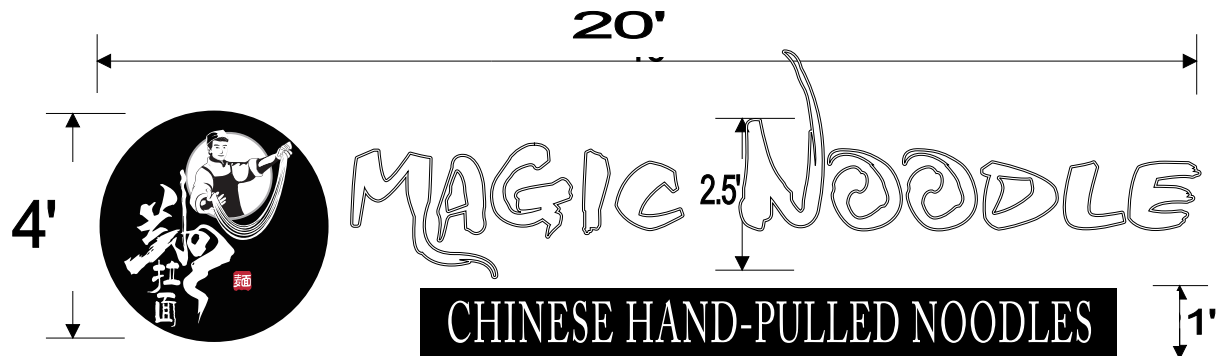 20'
4'
拉
面
麵
MAGIC NOODLE
2.5'
CHINESE HAND-PULLED NOODLES
1'